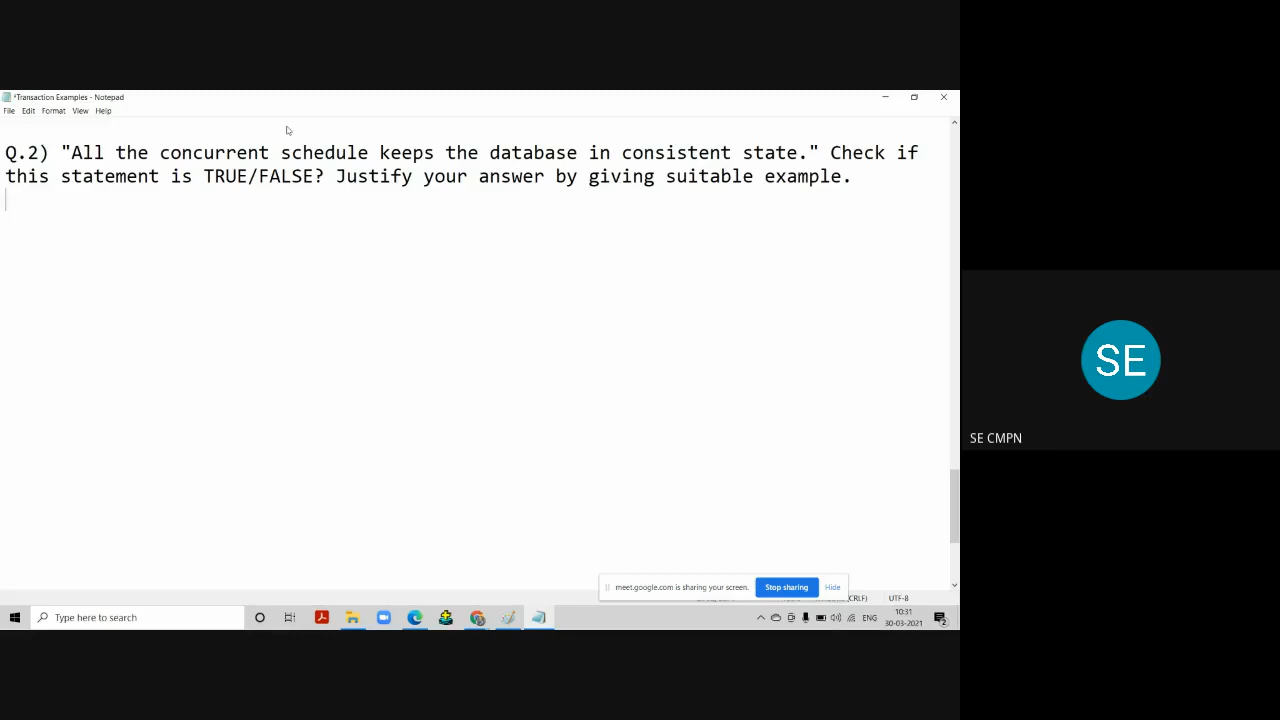 *Transaction Examples - Notepad
File Edit Format View Help
Q.2) "All the concurrent schedule keeps the database in consistent state." Check if
this statement is TRUE/FALSE? Justify your answer by giving suitable example.
SE
SE CMPN
meet.google.com is sharing your screen. Stop sharing Hide
(CRLF) UTF-8
Type here to search
ENG
10:31
30-03-2021
2